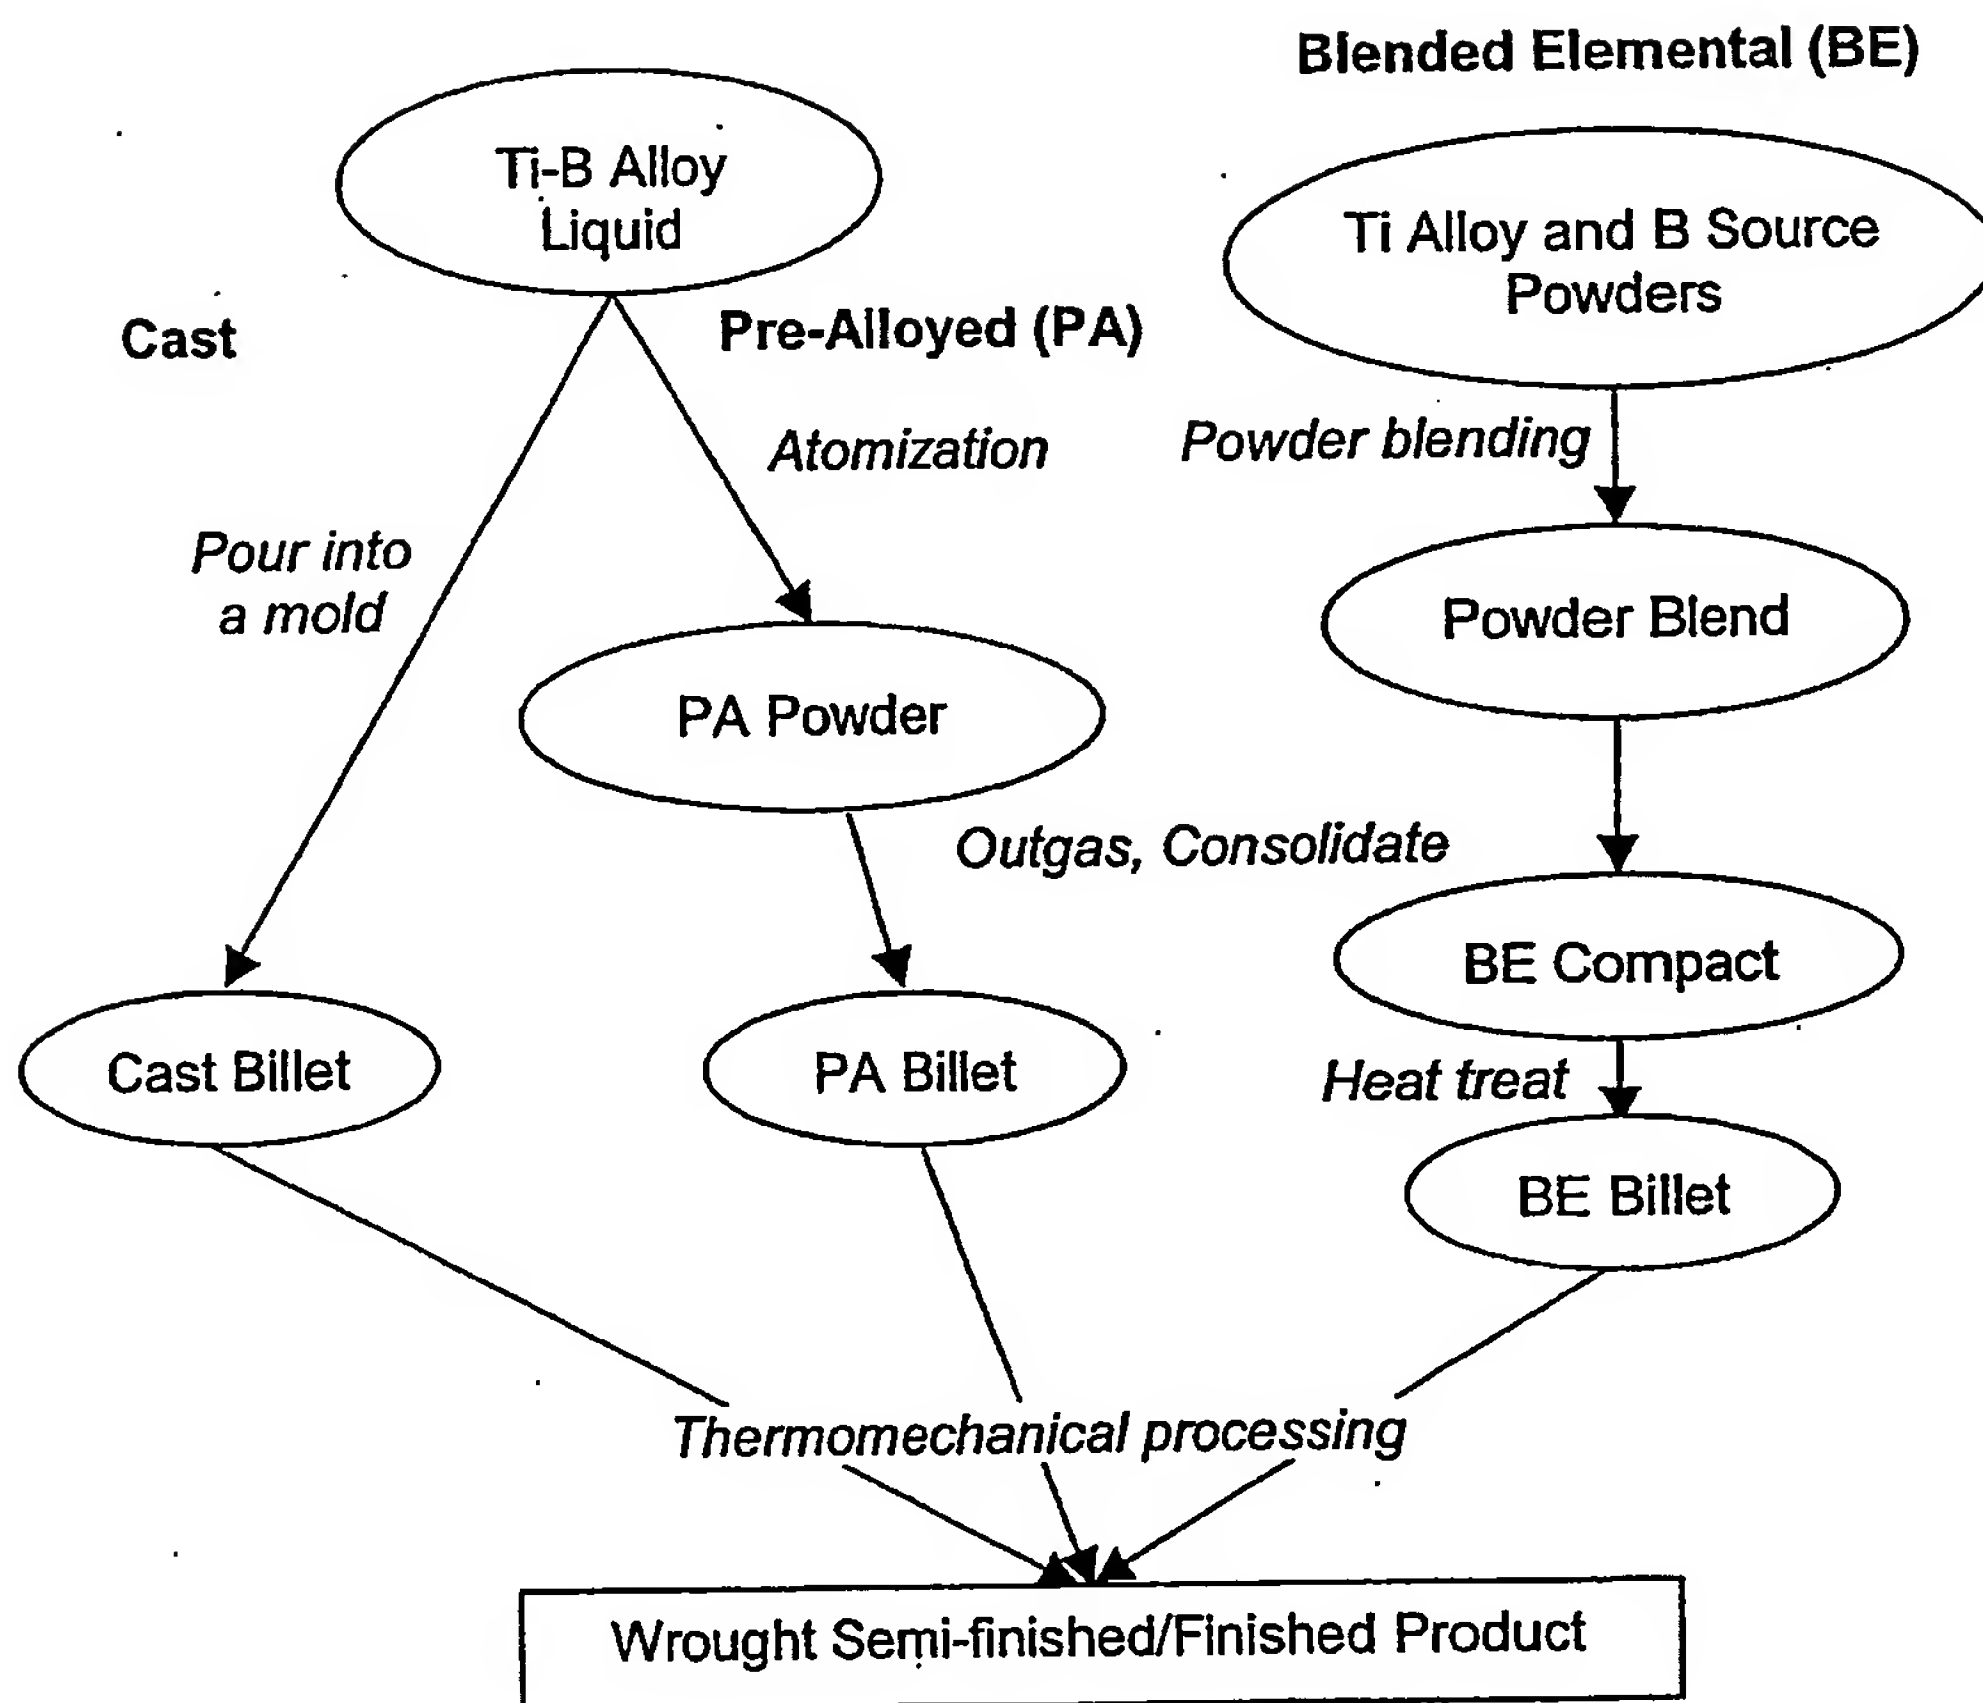 Blended Elemental (BE)
Ti-B Alloy
Liquid
Ti Alloy and B Source
Powders
Cast
Pre-Alloyed (PA)
Atomization
Powder blending
Pour into
a mold
Powder Blend
PA Powder
Outgas, Consolidate
BE Compact
Cast Billet
PA Billet
Heat treat
BE Billet
Thermomechanical processing
Wrought Semi-finished/Finished Product